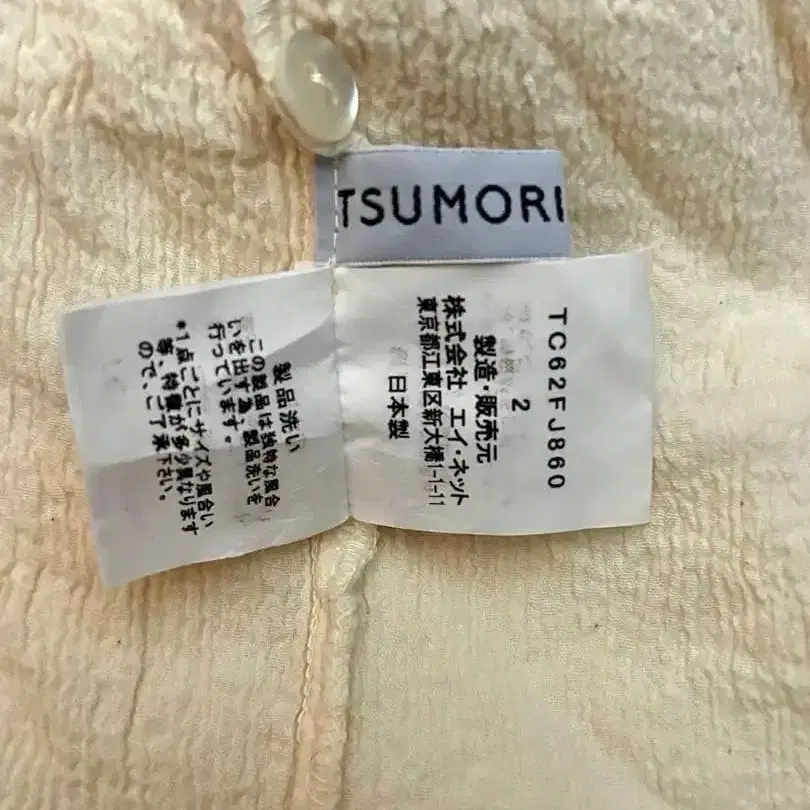 TSUMORI
TC62FJ860
2
製造・販売元
株式会社 エイ・ネット
東京都江東区新大橋1-1-11
日本製
製品洗い
この製品は独特な風合
いを出す為、製品洗いを
行っています。
*1点ごとにサイズや風合い
等、特質が多少異なります
ので、ご了承下さい。